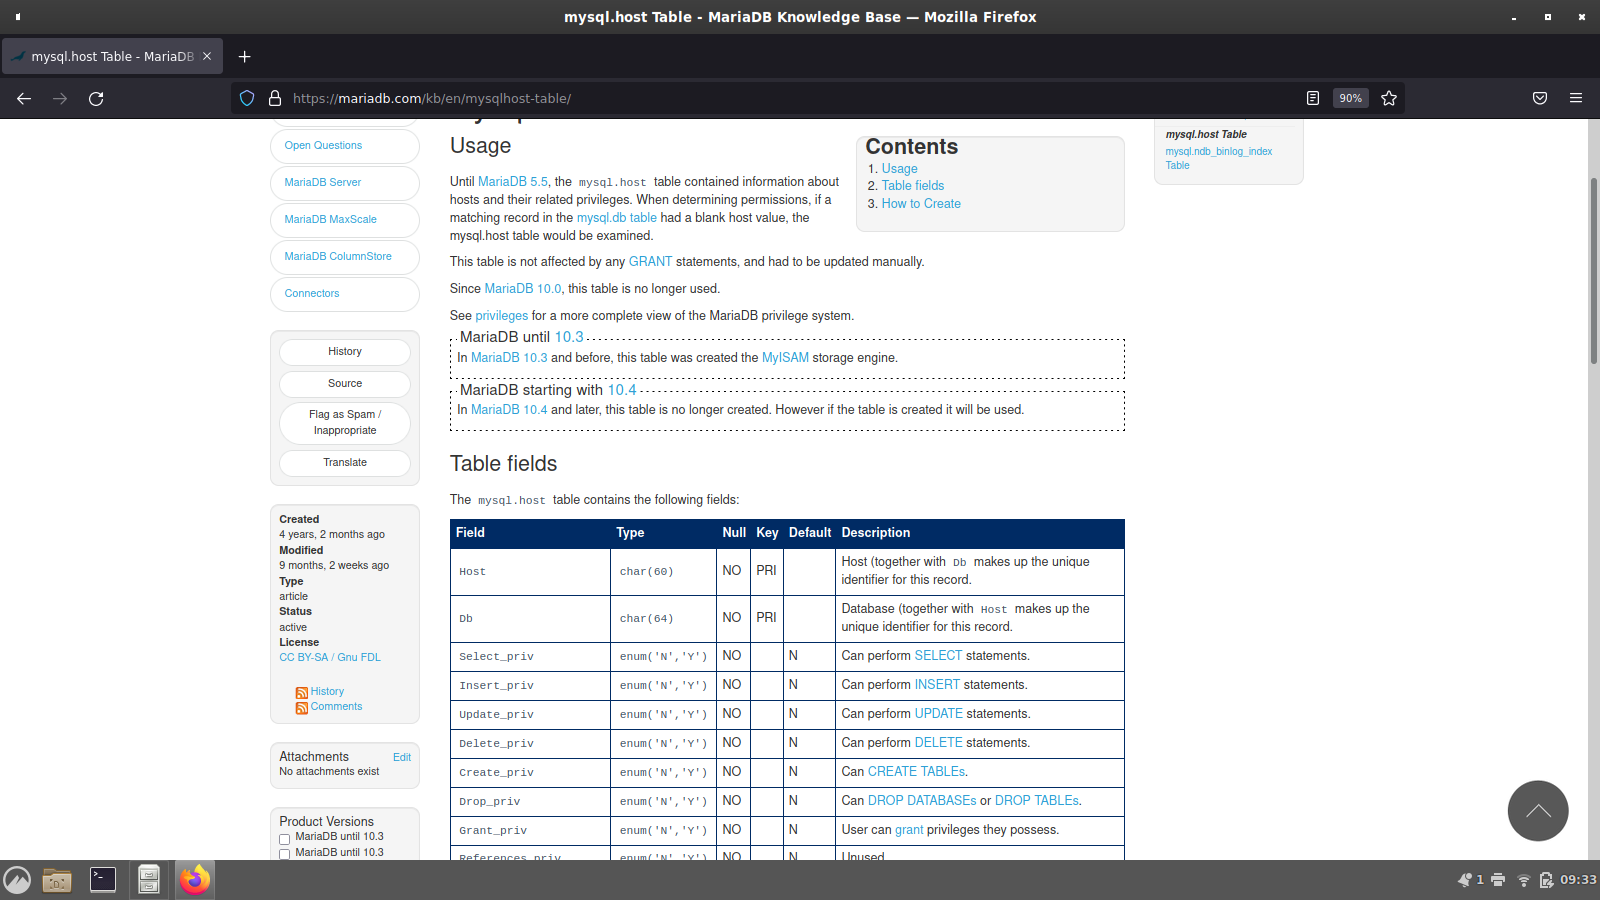 mysql.host Table - MariaDB Knowledge Base — Mozilla Firefox
mysql.host Table - MariaDB
https://mariadb.com/kb/en/mysqlhost-table/
90%
Open Questions
MariaDB Server
MariaDB MaxScale
MariaDB ColumnStore
Connectors
History
Source
Flag as Spam /
Inappropriate
Translate
Created
4 years, 2 months ago
Modified
9 months, 2 weeks ago
Type
article
Status
active
License
CC BY-SA / Gnu FDL
History
Comments
Attachments Edit
No attachments exist
Product Versions
MariaDB until 10.3
MariaDB until 10.3
Usage
Until MariaDB 5.5, the mysql.host table contained information about
hosts and their related privileges. When determining permissions, if a
matching record in the mysql.db table had a blank host value, the
mysql.host table would be examined.
This table is not affected by any GRANT statements, and had to be updated manually.
Since MariaDB 10.0, this table is no longer used.
See privileges for a more complete view of the MariaDB privilege system.
MariaDB until 10.3
In MariaDB 10.3 and before, this table was created the MyISAM storage engine.
MariaDB starting with 10.4
In MariaDB 10.4 and later, this table is no longer created. However if the table is created it will be used.
Contents
1. Usage
2. Table fields
3. How to Create
mysql.host Table
mysql.ndb_binlog_index
Table
Table fields
The mysql.host table contains the following fields:
Field Type Null Key Default Description
Host char(60) NO PRI Host (together with Db makes up the unique
identifier for this record.
Db char(64) NO PRI Database (together with Host makes up the
unique identifier for this record.
Select_priv enum('N','Y') NO N Can perform SELECT statements.
Insert_priv enum('N','Y') NO N Can perform INSERT statements.
Update_priv enum('N','Y') NO N Can perform UPDATE statements.
Delete_priv enum('N','Y') NO N Can perform DELETE statements.
Create_priv enum('N','Y') NO N Can CREATE TABLEs.
Drop_priv enum('N','Y') NO N Can DROP DATABASEs or DROP TABLEs.
Grant_priv enum('N','Y') NO N User can grant privileges they possess.
References_priv enum('N','Y') NO N Unused
1
09:33